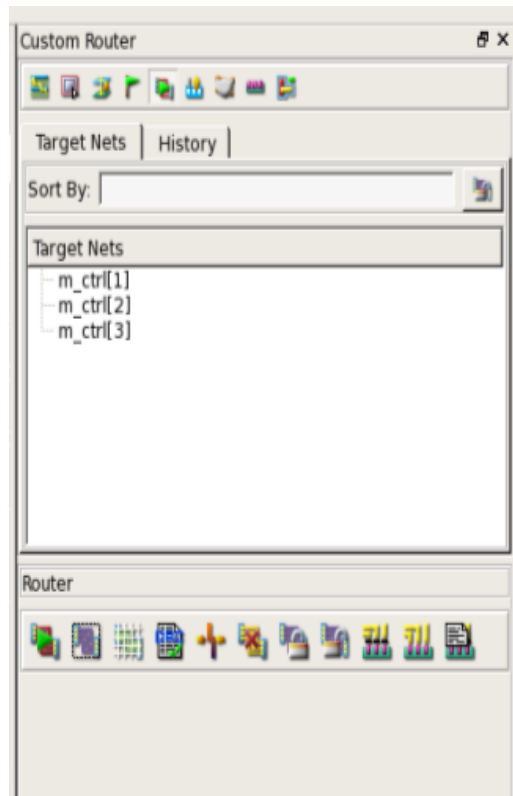 Custom Router
Target Nets History
Sort By:
Target Nets
m_ctrl[1]
m_ctrl[2]
m_ctrl[3]
Router